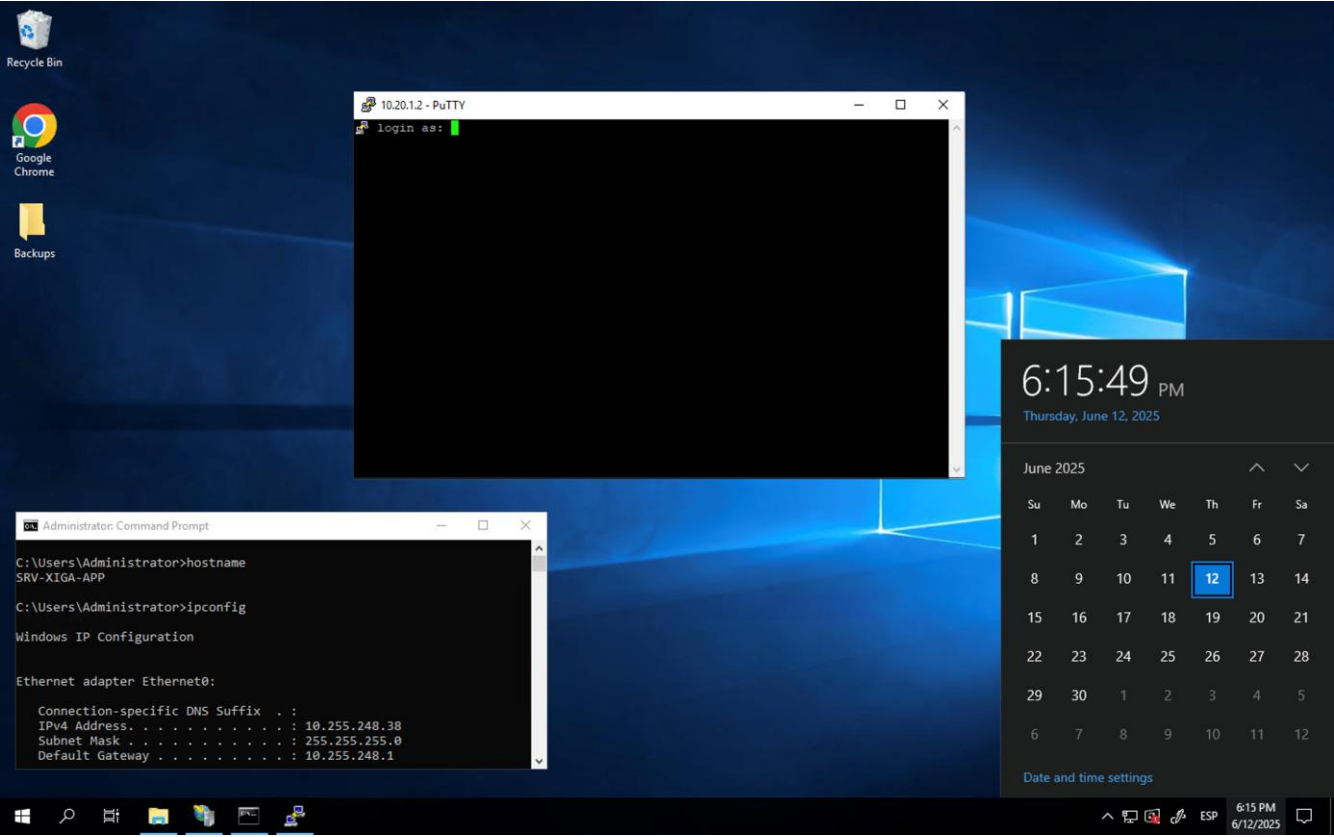 Recycle Bin
Google
Chrome
Backups
10.20.1.2 - PuTTY
login as:
Administrator: Command Prompt
C:\Users\Administrator>hostname
SRV-XIGA-APP
C:\Users\Administrator>ipconfig
Windows IP Configuration
Ethernet adapter Ethernet0:
Connection-specific DNS Suffix  . :
IPv4 Address. . . . . . . . . . . : 10.255.248.38
Subnet Mask . . . . . . . . . . . : 255.255.255.0
Default Gateway . . . . . . . . . : 10.255.248.1
6:15:49 PM
Thursday, June 12, 2025
June 2025
Su Mo Tu We Th Fr Sa
1 2 3 4 5 6 7
8 9 10 11 12 13 14
15 16 17 18 19 20 21
22 23 24 25 26 27 28
29 30 1 2 3 4 5
6 7 8 9 10 11 12
Date and time settings
ESP
6:15 PM
6/12/2025